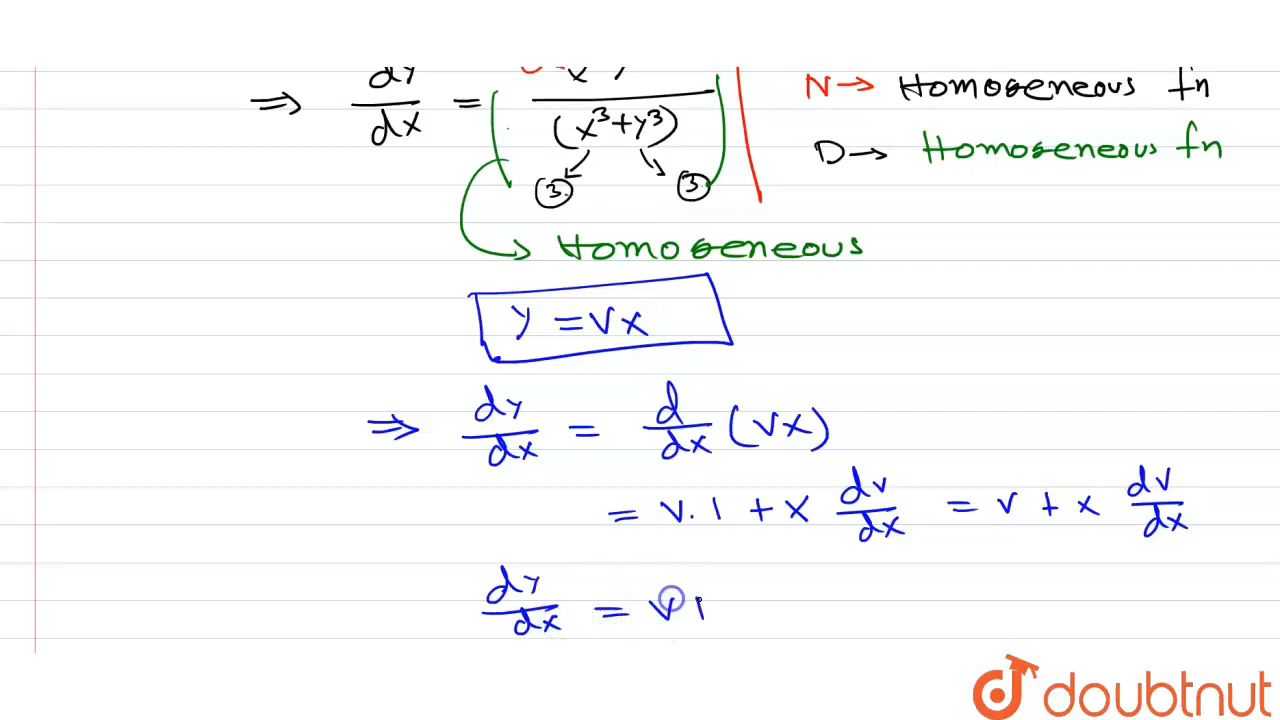 ⇒ dy/dx = x y / (x³+y³)
③ ③
N → Homogeneous fn
D → Homogeneous fn
→ Homogeneous
y = vx
⇒ dy/dx = d/dx (vx)
= v.1 + x dv/dx = v + x dv/dx
dy/dx = v
doubtnut